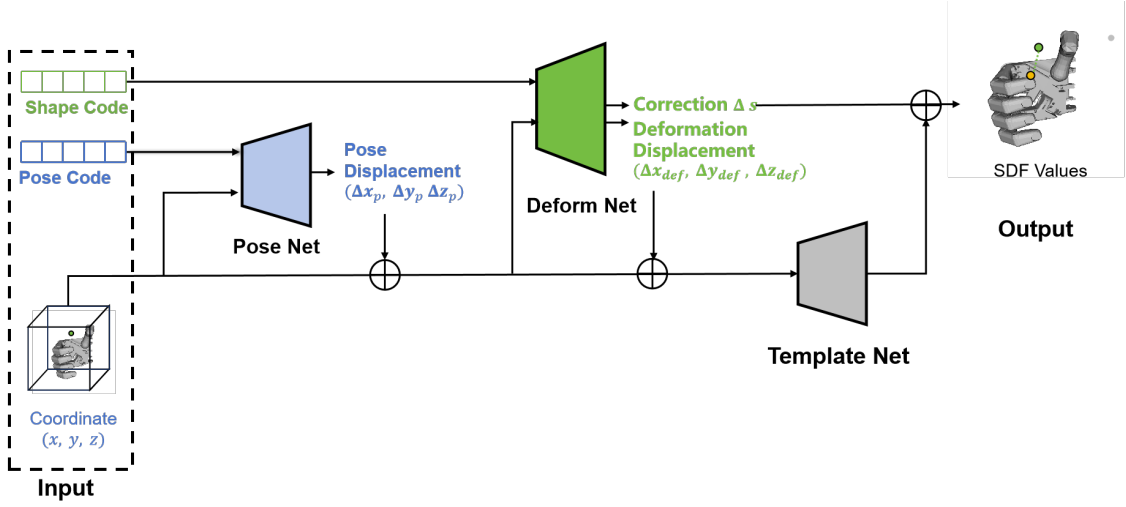 Shape Code
Pose Code
Pose
Displacement
(Δx_p, Δy_p Δz_p)
Pose Net
Correction Δ s
Deformation
Displacement
(Δx_def, Δy_def , Δz_def)
Deform Net
Template Net
SDF Values
Output
Coordinate
(x, y, z)
Input